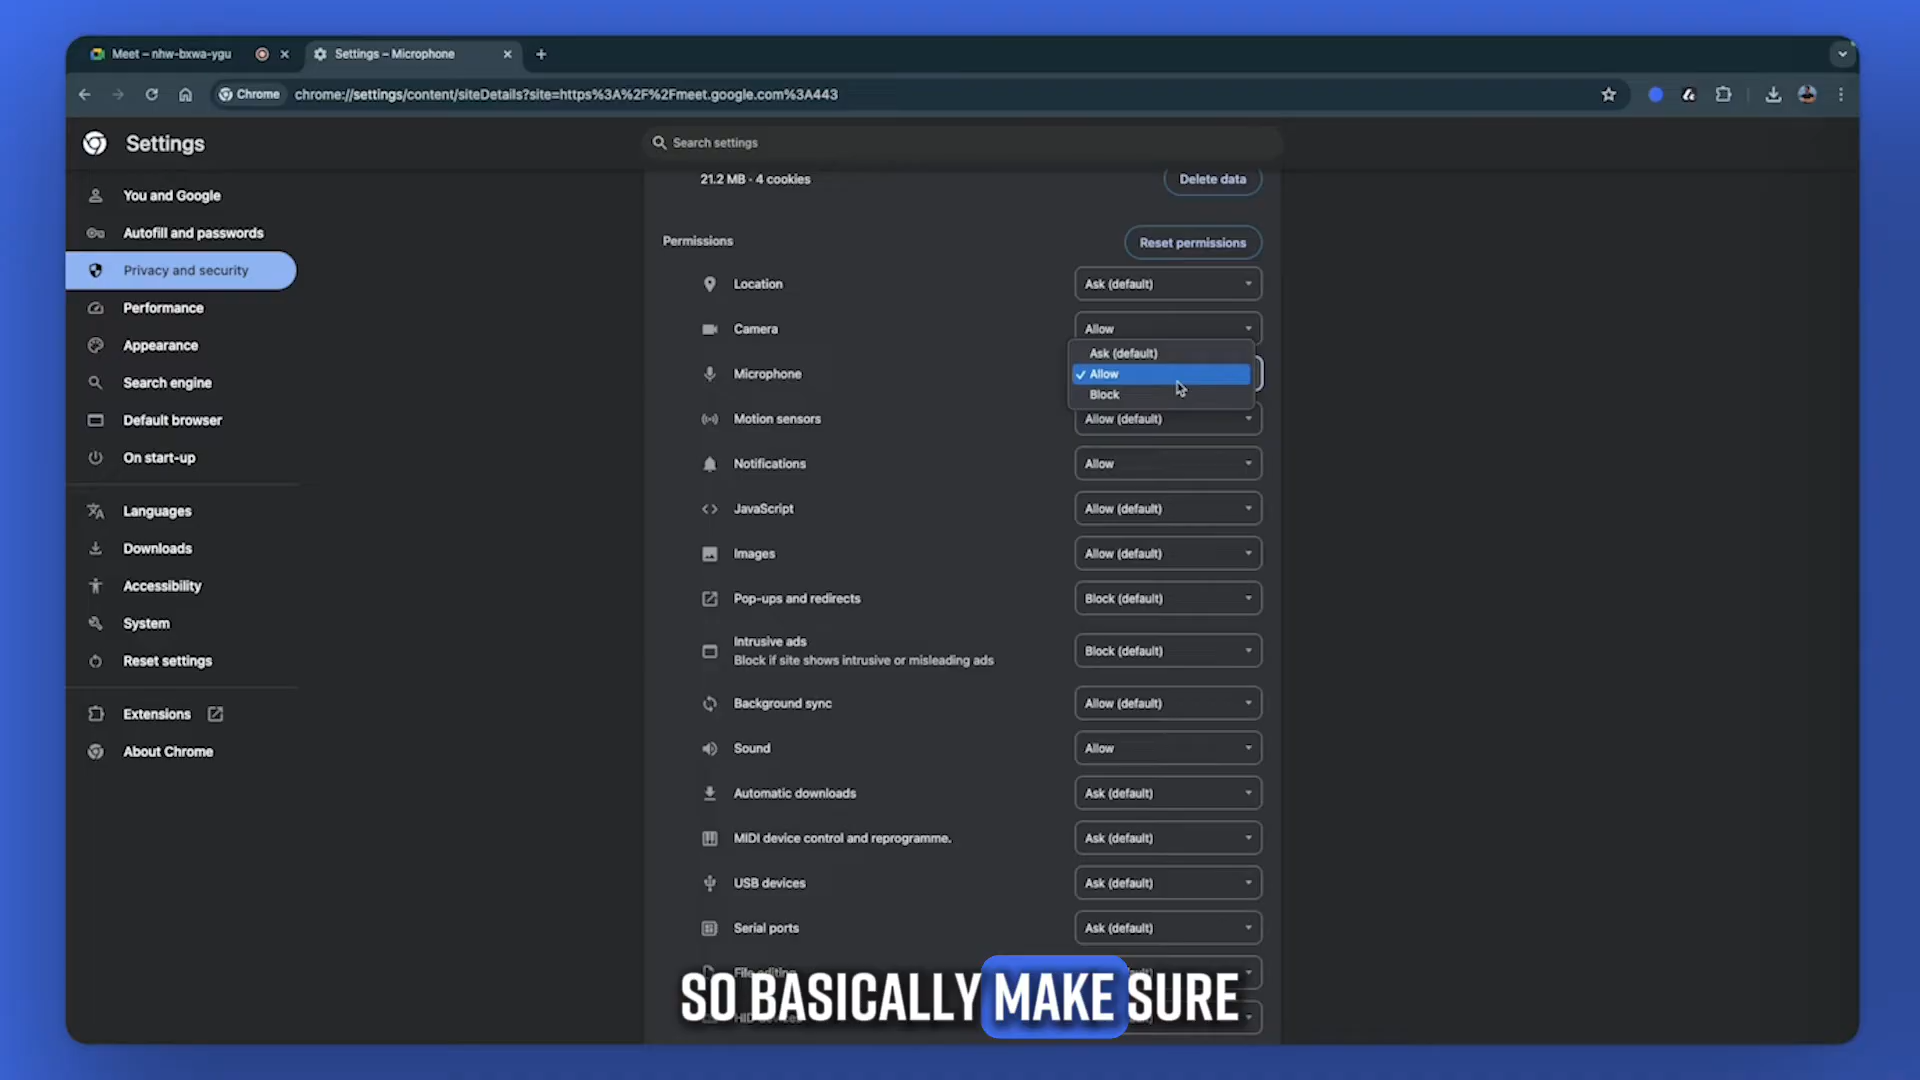 Meet – nhw-bxwa-ygu
Settings – Microphone
Chrome
chrome://settings/content/siteDetails?site=https%3A%2F%2Fmeet.google.com%3A443
Settings
Search settings
You and Google
Autofill and passwords
Privacy and security
Performance
Appearance
Search engine
Default browser
On start-up
Languages
Downloads
Accessibility
System
Reset settings
Extensions
About Chrome
21.2 MB · 4 cookies
Delete data
Permissions
Reset permissions
Location
Ask (default)
Camera
Allow
Microphone
Ask (default)
Allow
Block
Motion sensors
Allow (default)
Notifications
Allow
JavaScript
Allow (default)
Images
Allow (default)
Pop-ups and redirects
Block (default)
Intrusive ads
Block if site shows intrusive or misleading ads
Block (default)
Background sync
Allow (default)
Sound
Allow
Automatic downloads
Ask (default)
MIDI device control and reprogramme.
Ask (default)
USB devices
Ask (default)
Serial ports
Ask (default)
File editing
SO BASICALLY MAKE SURE